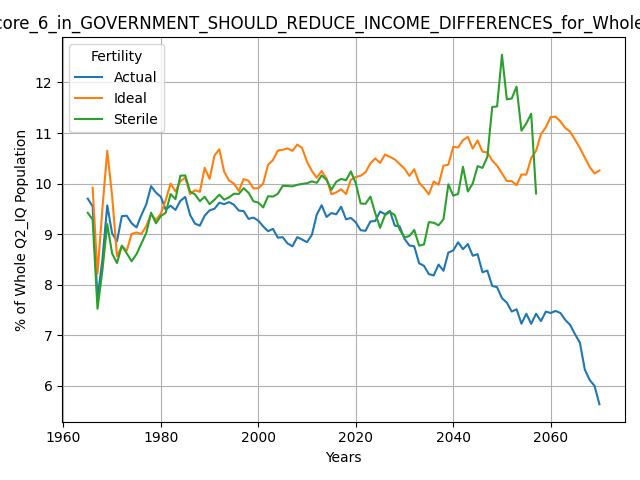 core_6_in_GOVERNMENT_SHOULD_REDUCE_INCOME_DIFFERENCES_for_Whole
Fertility
Actual
Ideal
Sterile
% of Whole Q2_IQ Population
12
11
10
9
8
7
6
1960
1980
2000
2020
2040
2060
Years